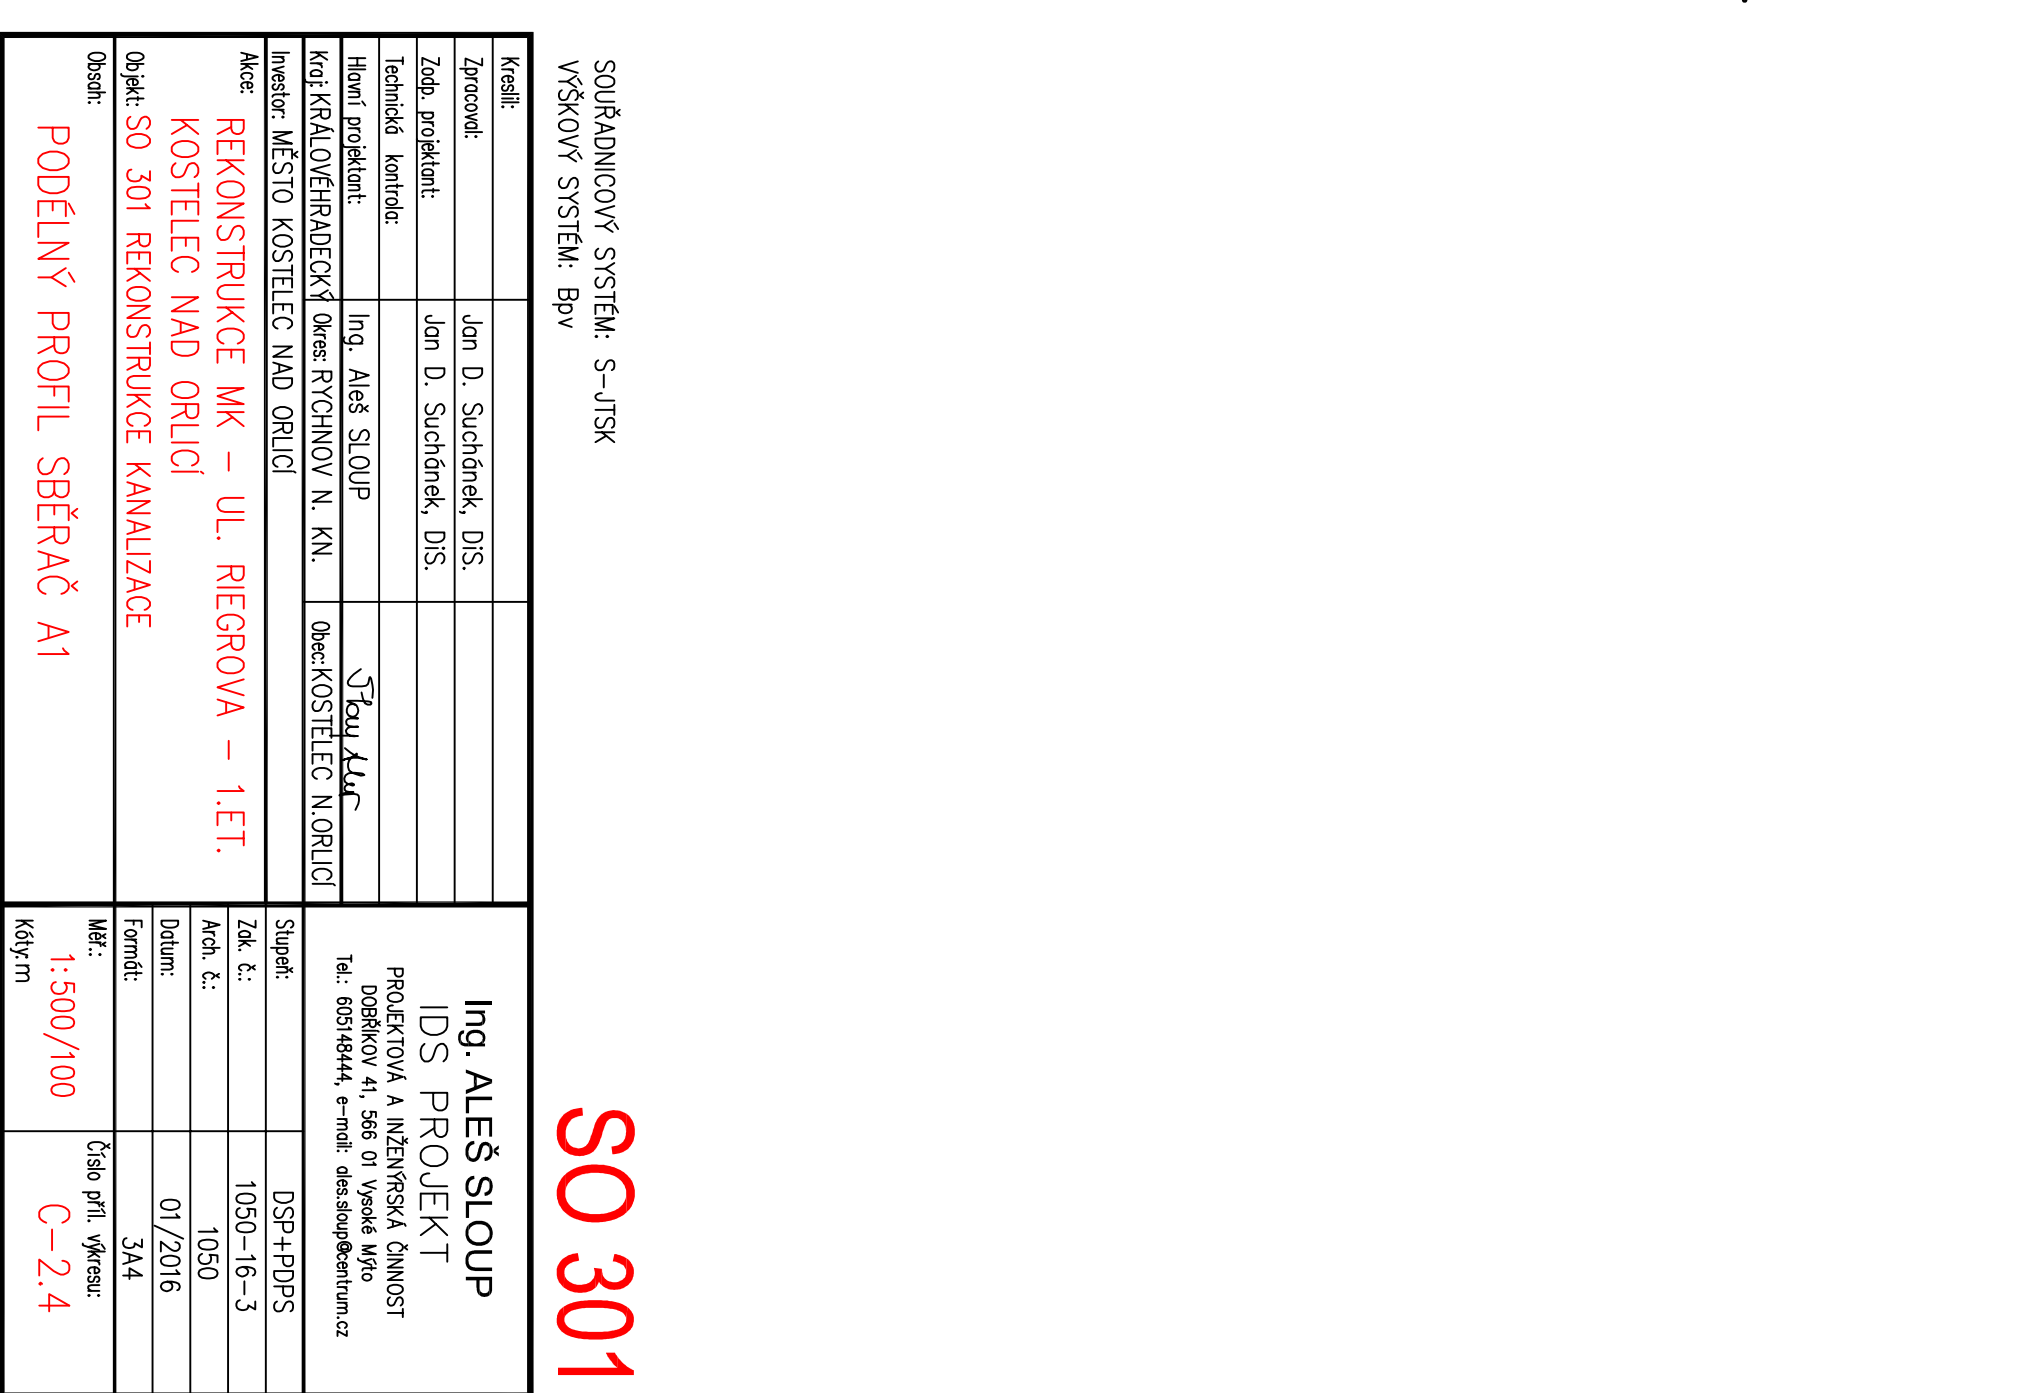 SOUŘADNICOVÝ SYSTÉM: S-JTSK
VÝŠKOVÝ SYSTÉM: Bpv
SO 301
Kreslil:
Zpracoval: Jan D. Suchánek, DiS.
Zodp. projektant: Jan D. Suchánek, DiS.
Technická kontrola:
Hlavní projektant: Ing. Aleš SLOUP
Kraj: KRÁLOVÉHRADECKÝ Okres: RYCHNOV N. KN. Obec: KOSTELEC N.ORLICÍ
Investor: MĚSTO KOSTELEC NAD ORLICÍ
Akce:
REKONSTRUKCE MK - UL. RIEGROVA - 1.ET.
KOSTELEC NAD ORLICÍ
Objekt: SO 301 REKONSTRUKCE KANALIZACE
Obsah:
PODÉLNÝ PROFIL SBĚRAČ A1
Ing. ALEŠ SLOUP
IDS PROJEKT
PROJEKTOVÁ A INŽENÝRSKÁ ČINNOST
DOBŘÍKOV 41, 566 01 Vysoké Mýto
Tel.: 605148444, e-mail: ales.sloup@centrum.cz
Stupeň: DSP+PDPS
Zak. č.: 1050-16-3
Arch. č.: 1050
Datum: 01/2016
Formát: 3A4
Měř.: Číslo příl. výkresu:
1:500/100 C-2.4
Kóty:m